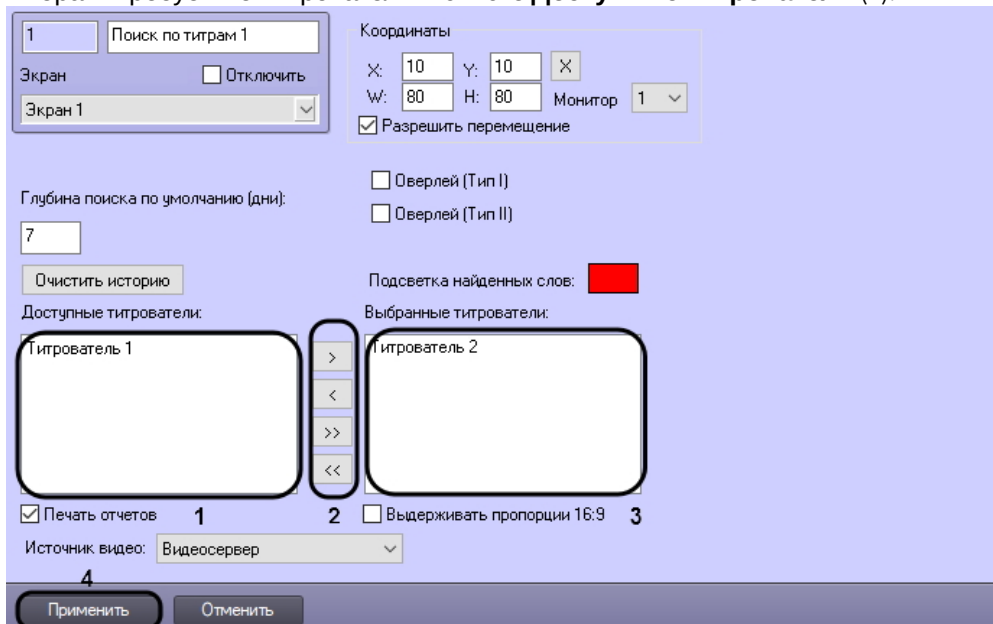 1 Поиск по титрам 1
Экран Отключить
Экран 1
Координаты
X: 10 Y: 10 X
W: 80 H: 80 Монитор 1
Разрешить перемещение
Оверлей (Тип I)
Глубина поиска по умолчанию (дни):
Оверлей (Тип II)
7
Очистить историю Подсветка найденных слов:
Доступные титрователи: Выбранные титрователи:
Титрователь 1 > Титрователь 2
<
>>
<<
Печать отчетов 1 2 Выдерживать пропорции 16:9 3
Источник видео: Видеосервер
4
Применить Отменить